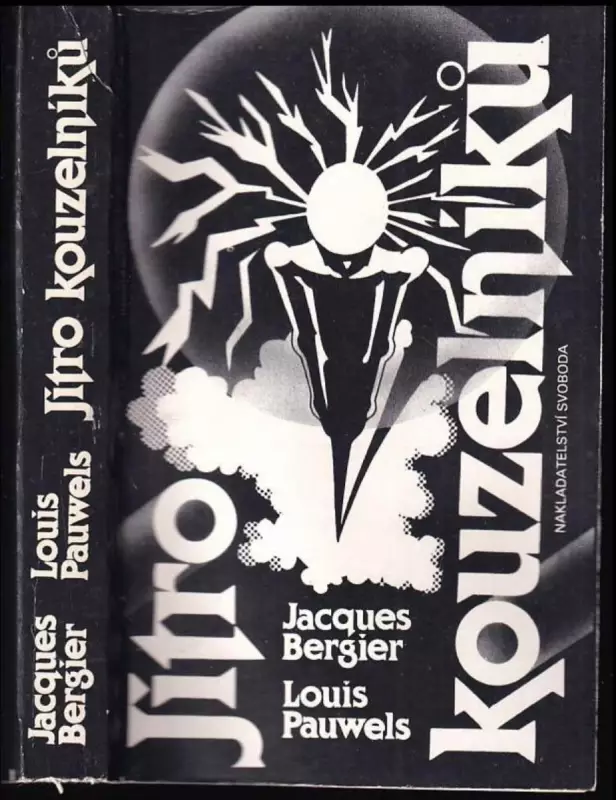 Jacques
Bergier
Louis
Pauwels
Jitro kouzelníků
Jitro
kouzelníků
Jacques
Bergier
Louis
Pauwels
NAKLADATELSTVÍ SVOBODA